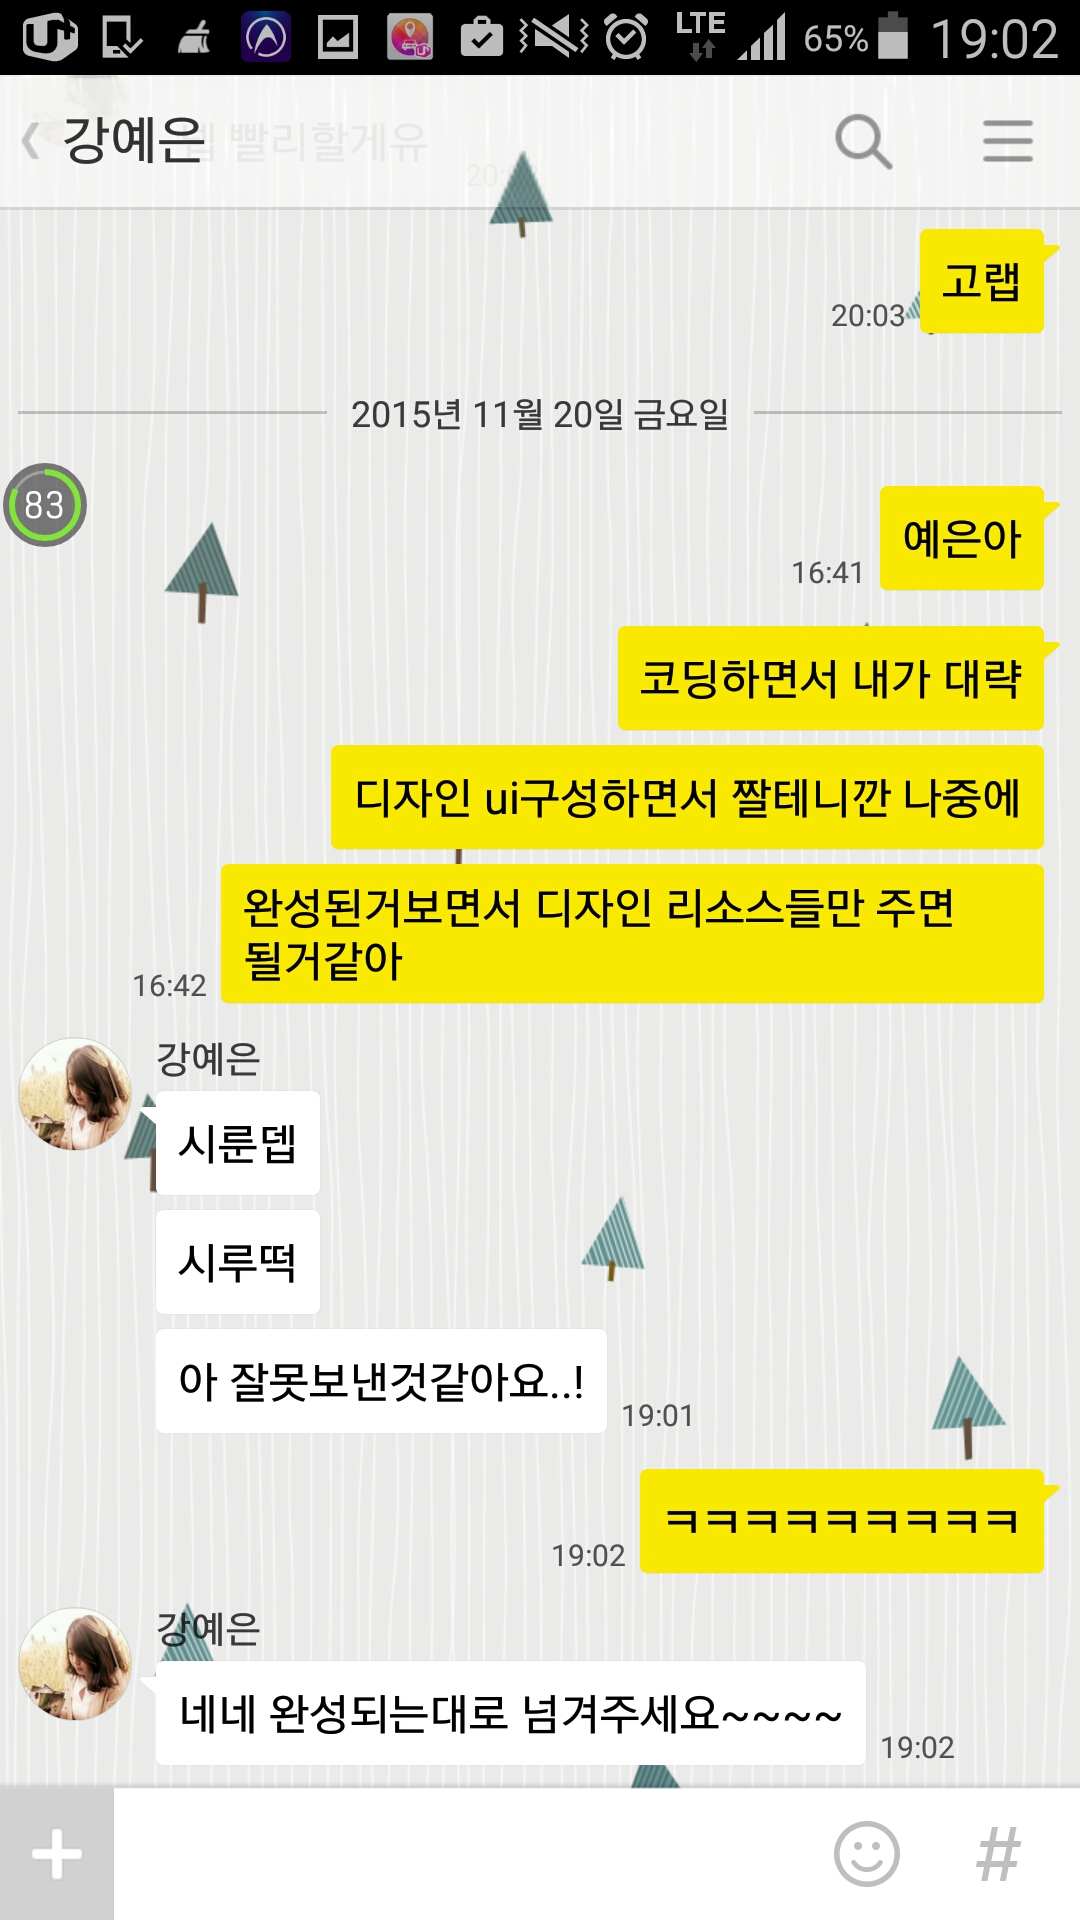 U+
LTE
65%
19:02
강예은
넵 빨리할게유
고랩
20:03
2015년 11월 20일 금요일
83
예은아
16:41
코딩하면서 내가 대략
디자인 ui구성하면서 짤테니깐 나중에
완성된거보면서 디자인 리소스들만 주면
될거같아
16:42
강예은
시룬뎁
시루떡
아 잘못보낸것같아요..!
19:01
ㅋㅋㅋㅋㅋㅋㅋㅋㅋ
19:02
강예은
네네 완성되는대로 넘겨주세요~~~~
19:02
#